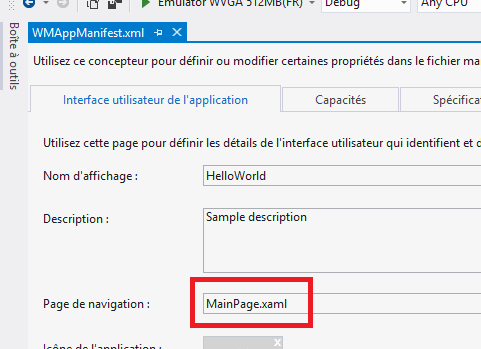 Emulator WVGA 512MB(FR) Debug Any CPU
Boîte à outils
WMAppManifest.xml
Utilisez ce concepteur pour définir ou modifier certaines propriétés dans le fichier ma
Interface utilisateur de l'application Capacités Spécificat
Utilisez cette page pour définir les détails de l'interface utilisateur qui identifient et d
Nom d'affichage : HelloWorld
Description : Sample description
Page de navigation : MainPage.xaml
Icône de l'application :